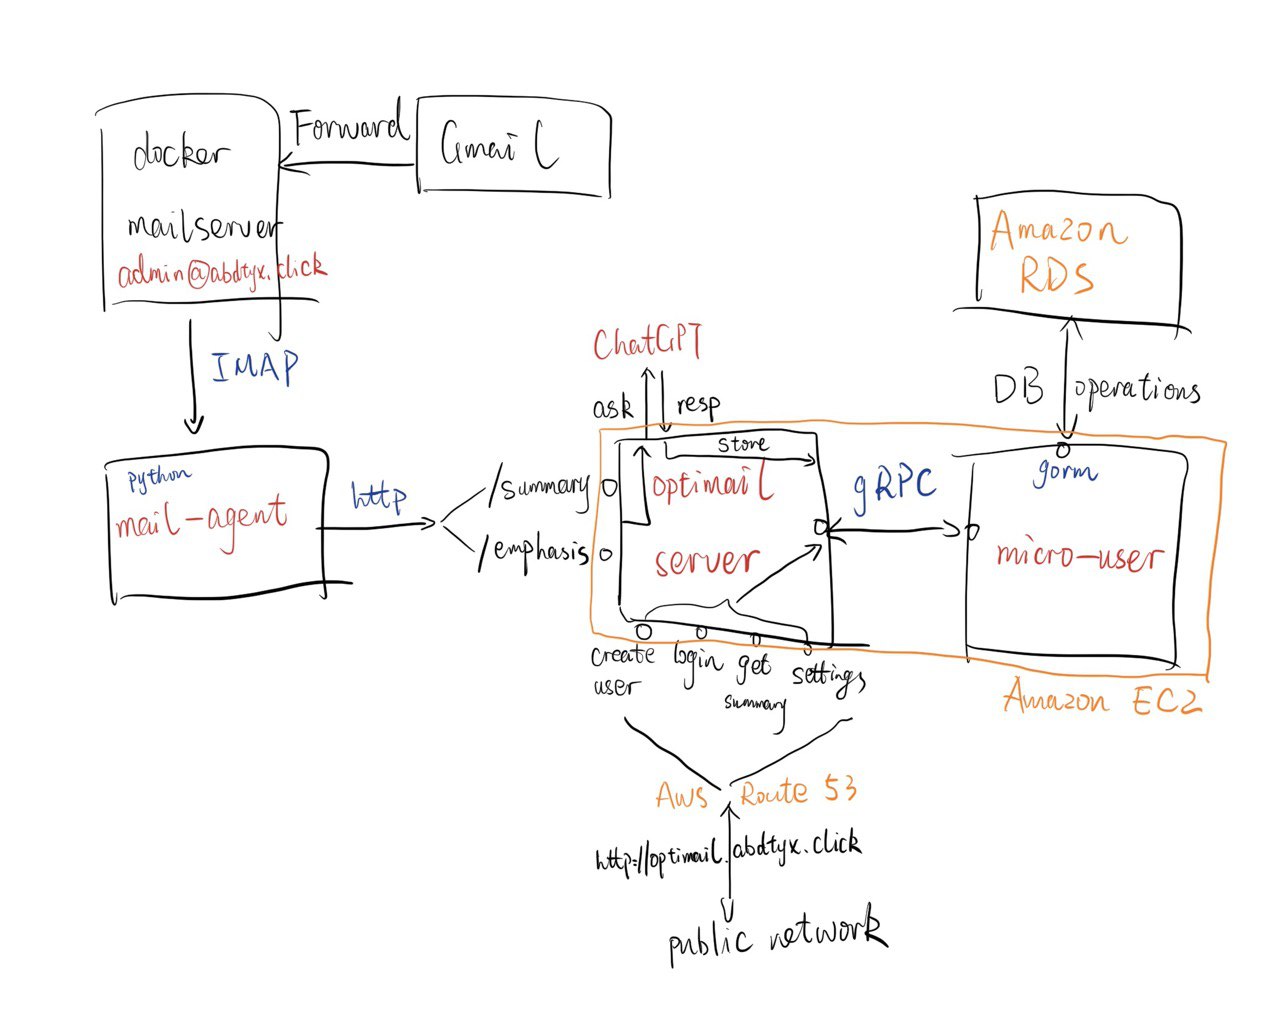 docker
mailserver
admin@abdtyx.click
Forward
Gmail
IMAP
python
mail-agent
http
/summary
/emphasis
ChatGPT
ask
resp
store
optimail
server
gRPC
gorm
micro-user
Amazon
RDS
DB operations
Amazon EC2
create
user
login
get
summary
settings
Aws Route 53
http://optimail.abdtyx.click
public network